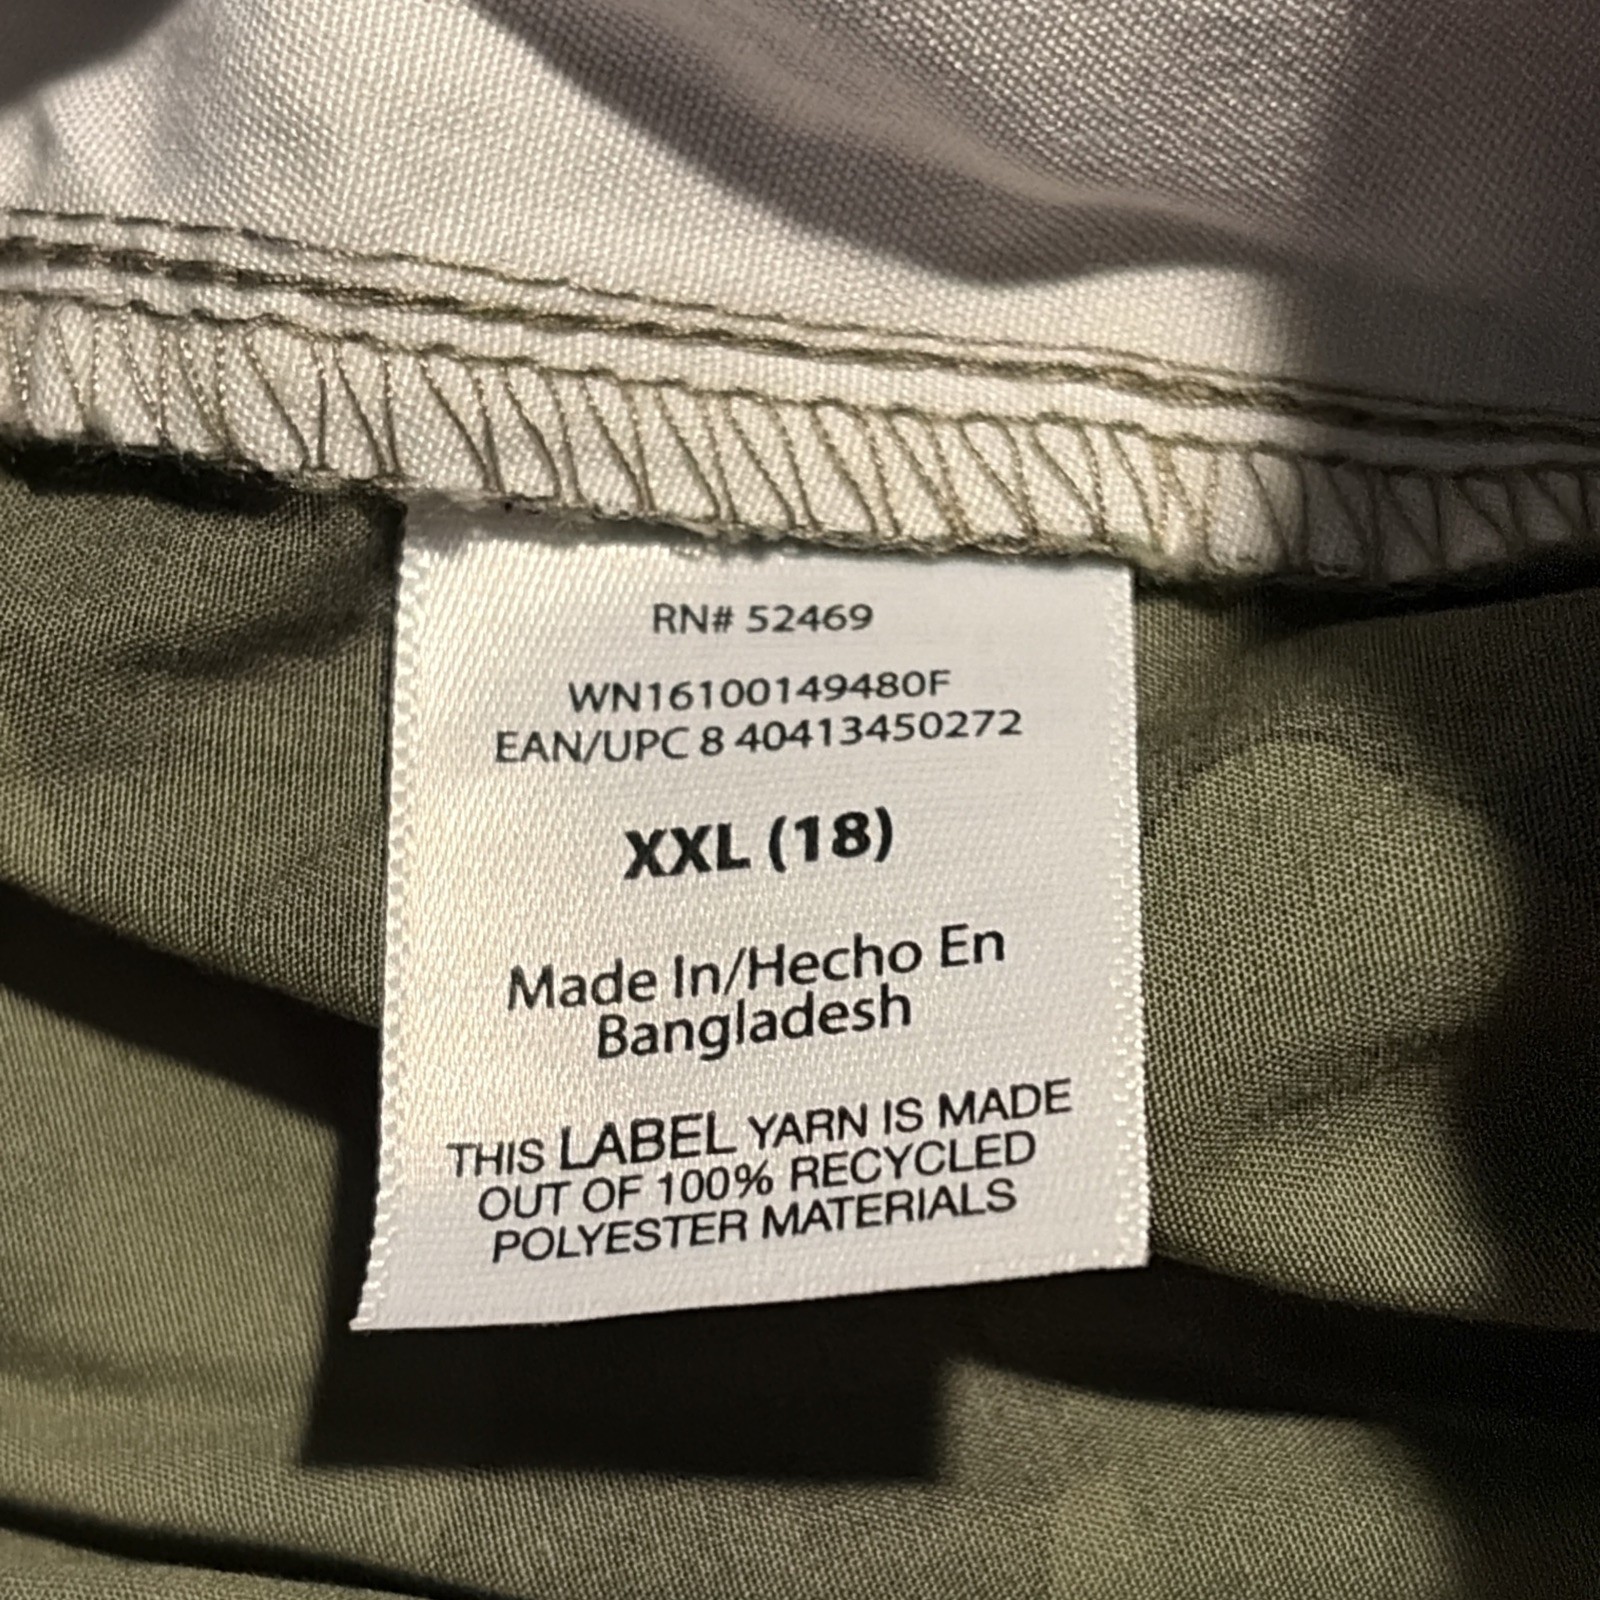 RN# 52469
WN16100149480F
EAN/UPC 8 40413450272
XXL (18)
Made In/Hecho En
Bangladesh
THIS LABEL YARN IS MADE
OUT OF 100% RECYCLED
POLYESTER MATERIALS